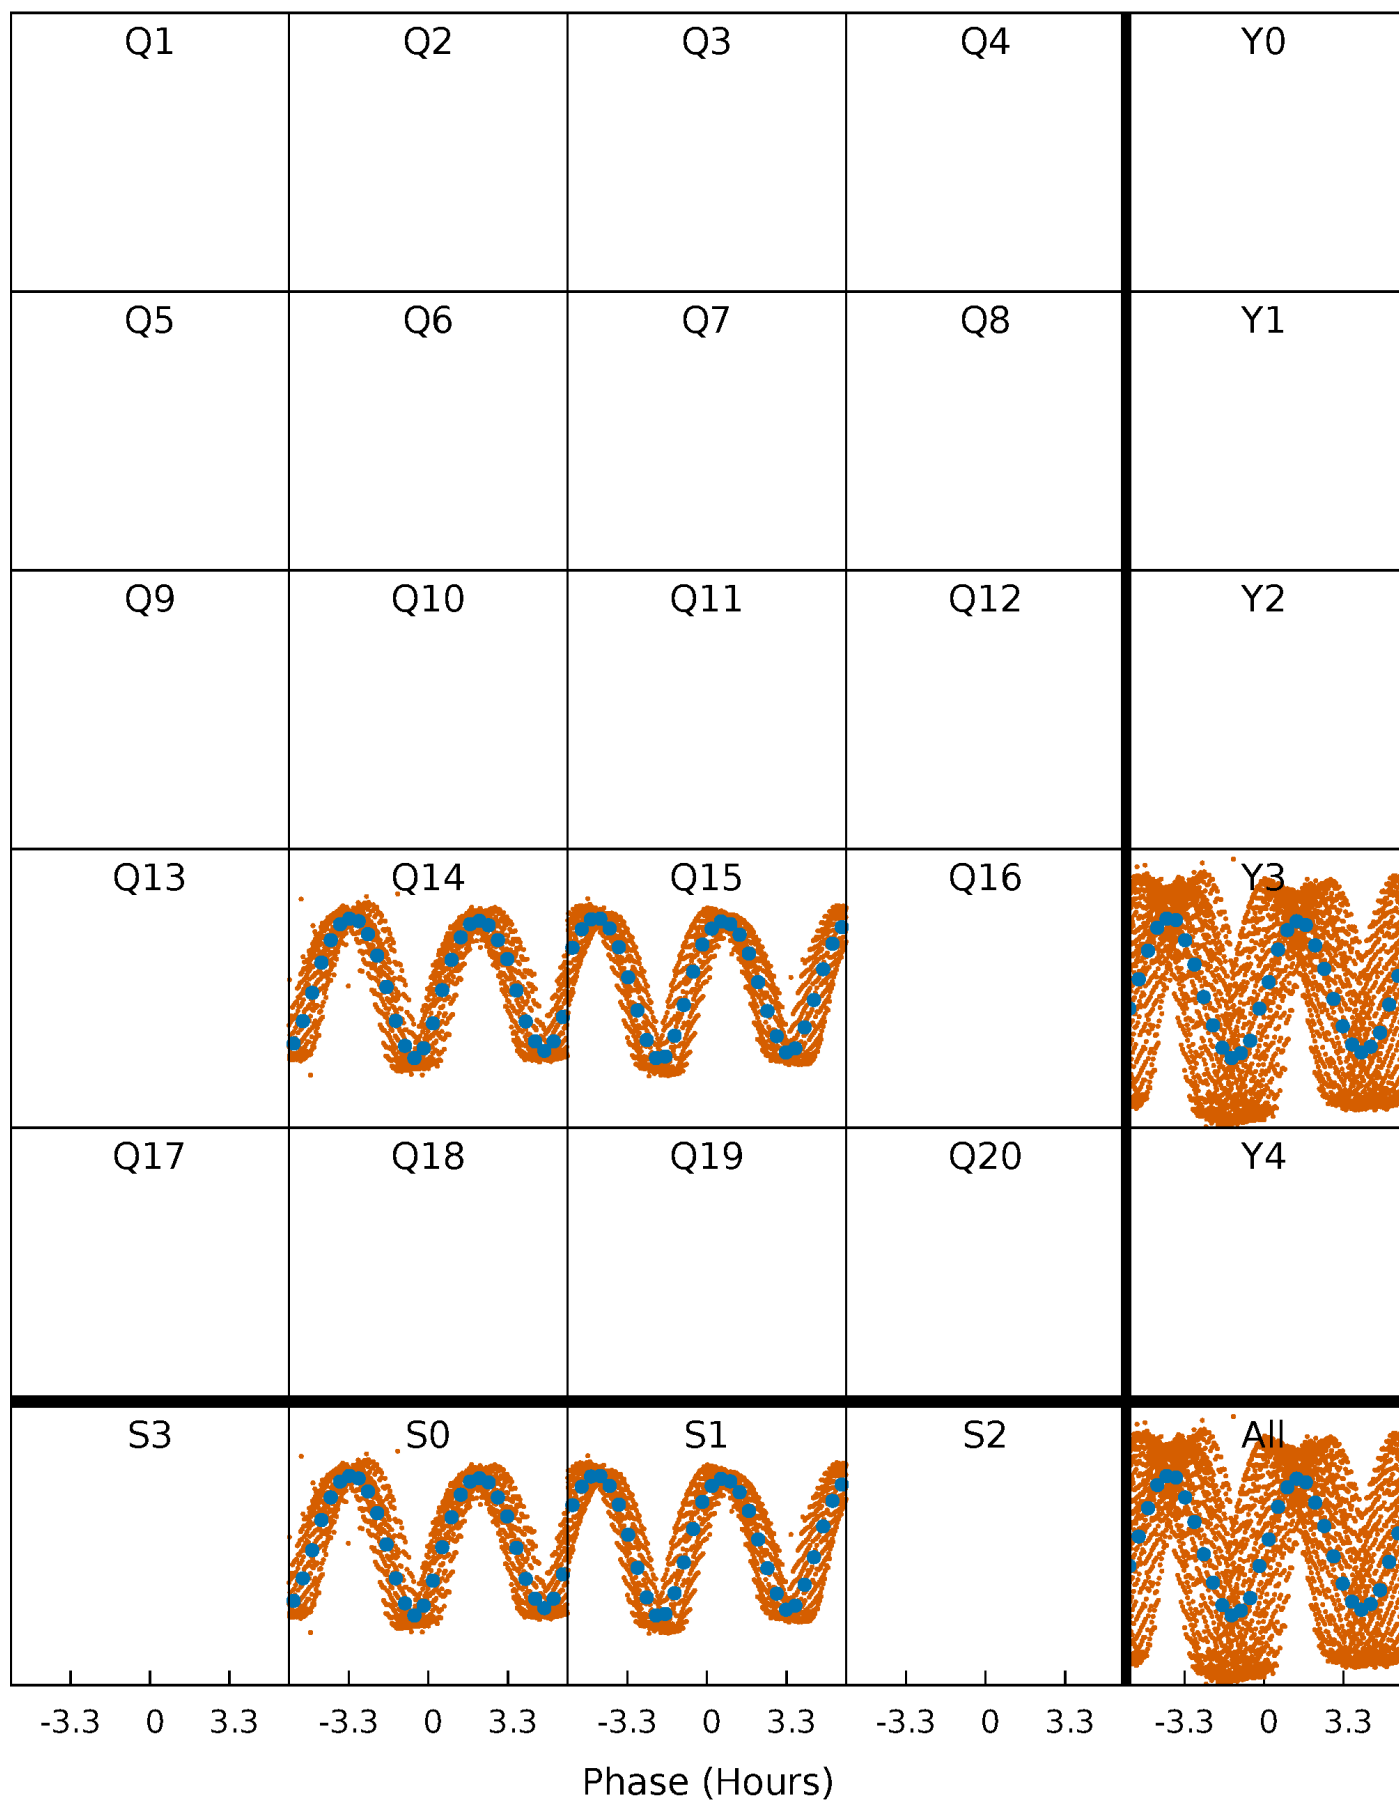 Q1 Q2 Q3 Q4 Y0
Q5 Q6 Q7 Q8 Y1
Q9 Q10 Q11 Q12 Y2
Q13 Q14 Q15 Q16 Y3
Q17 Q18 Q19 Q20 Y4
S3 S0 S1 S2 All
-3.3 0 3.3 -3.3 0 3.3 -3.3 0 3.3 -3.3 0 3.3 -3.3 0 3.3
Phase (Hours)